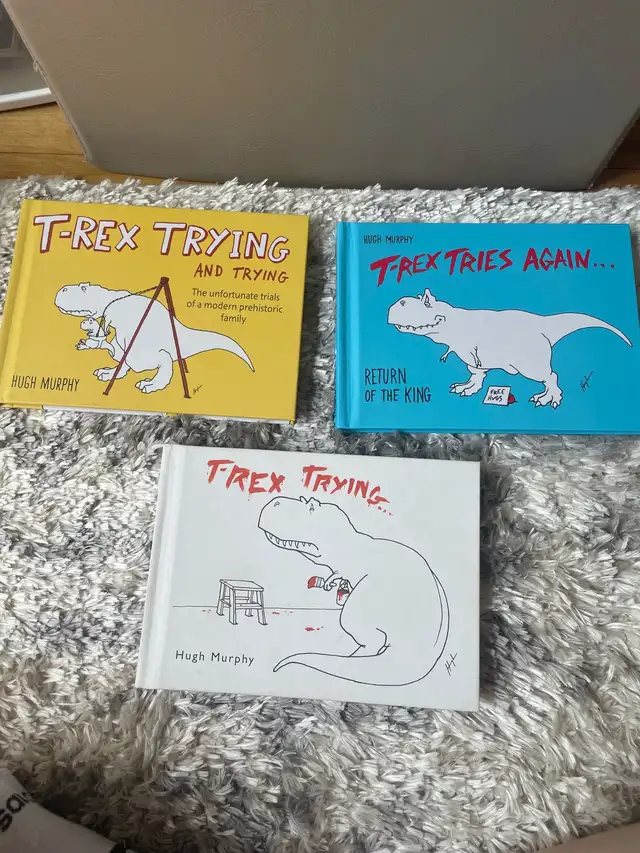 T-REX TRYING
AND TRYING
The unfortunate trials
of a modern prehistoric
family
HUGH MURPHY
HUGH MURPHY
T-REX TRIES AGAIN...
RETURN
OF THE KING
FREE
HUGS
T-REX TRYING...
Hugh Murphy